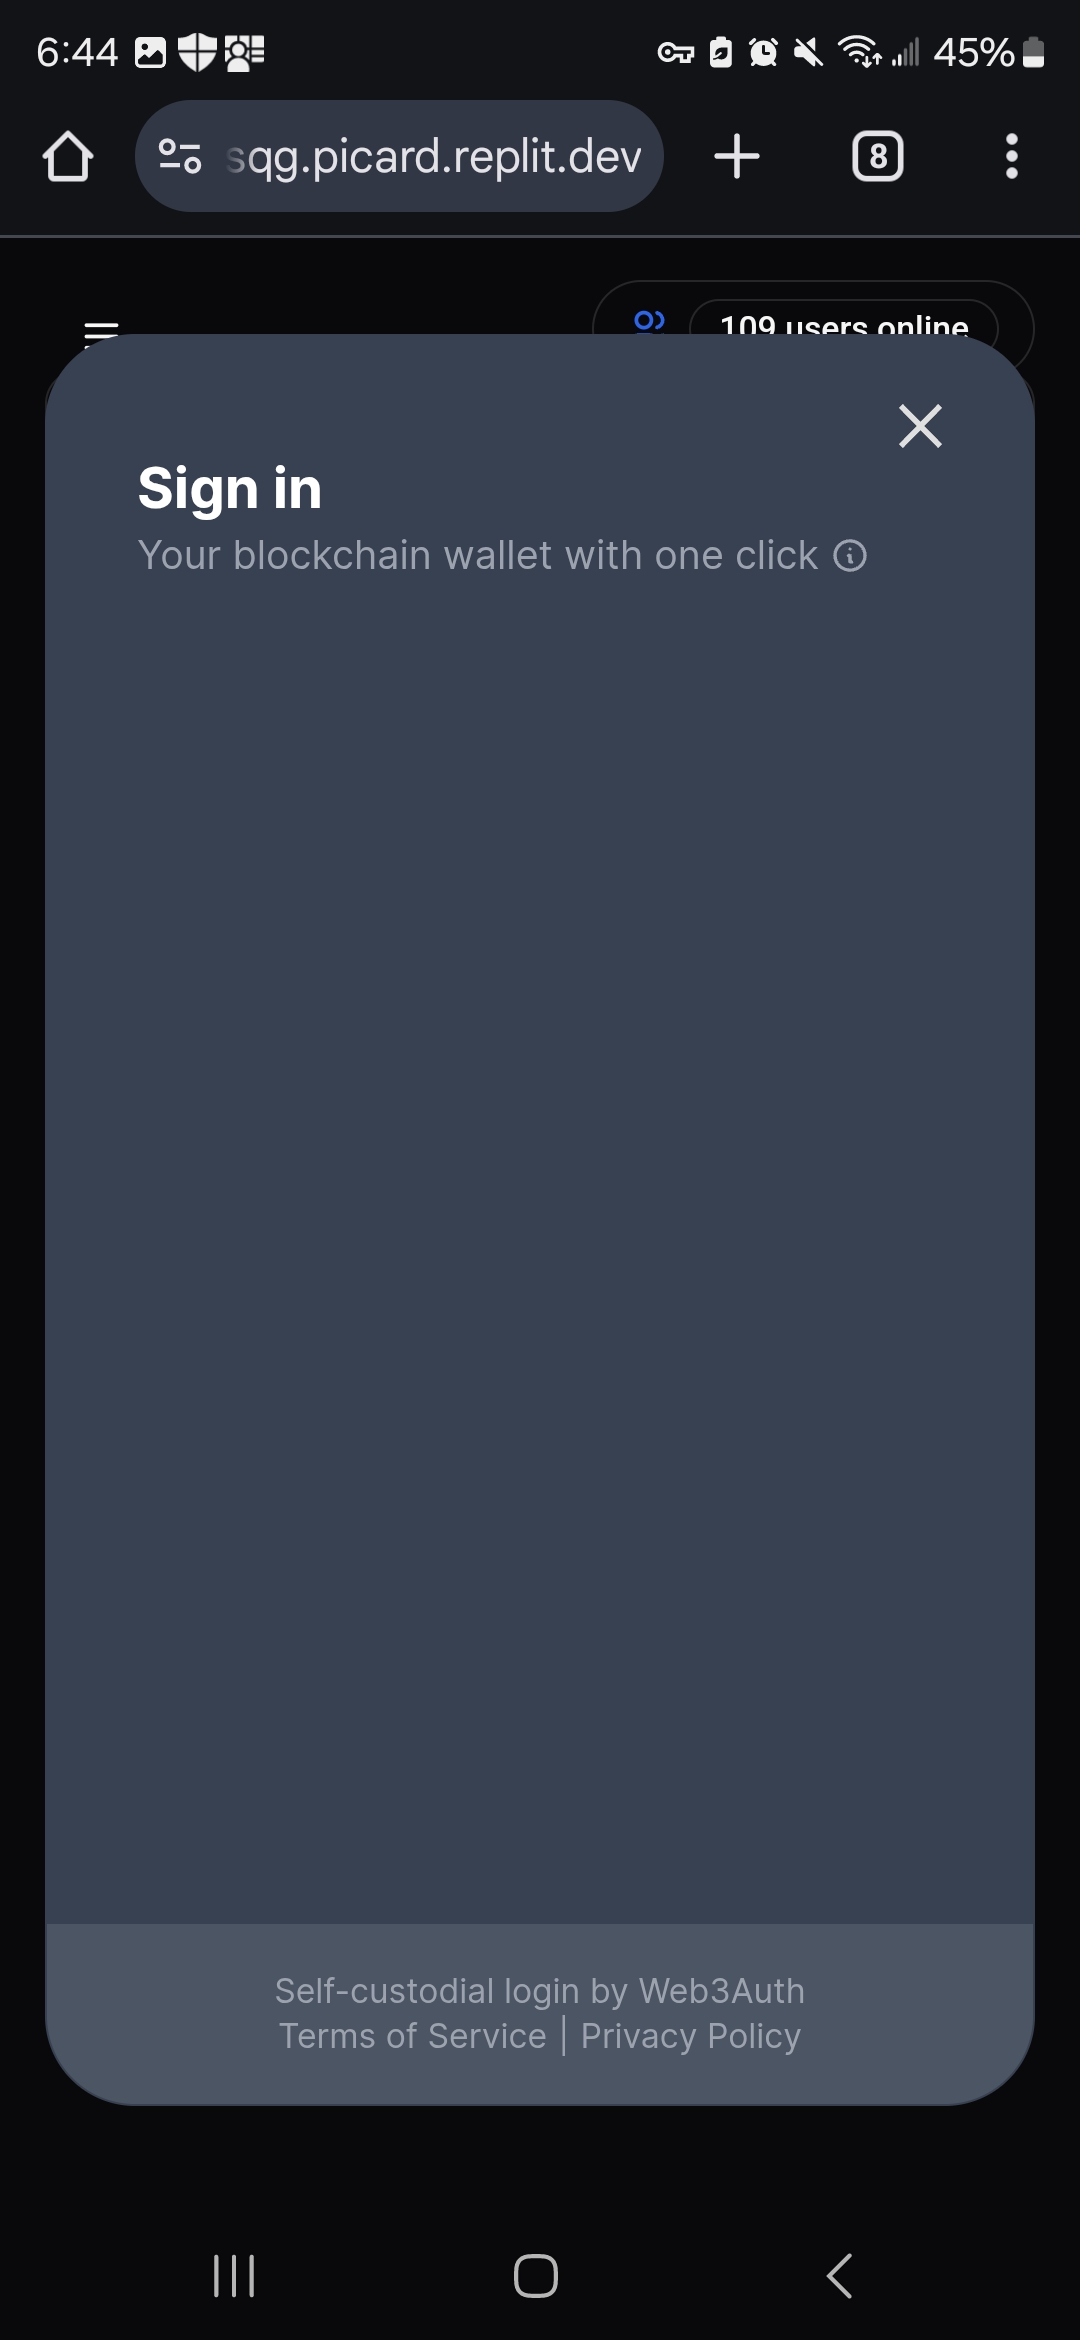 6:44
45%
sqg.picard.replit.dev
8
109 users online
Sign in
Your blockchain wallet with one click
Self-custodial login by Web3Auth
Terms of Service | Privacy Policy